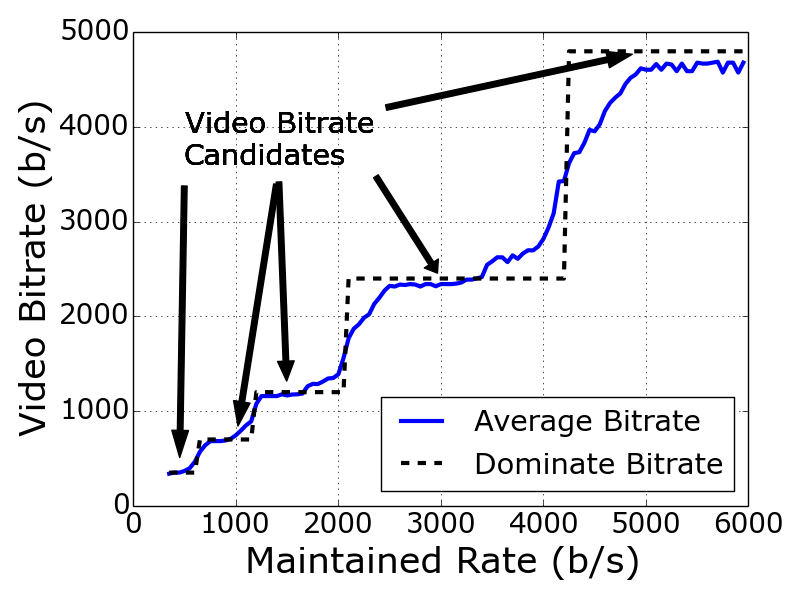 5000
4000
3000
2000
1000
0
Video Bitrate (b/s)
Video Bitrate
Candidates
Average Bitrate
Dominate Bitrate
0 1000 2000 3000 4000 5000 6000
Maintained Rate (b/s)